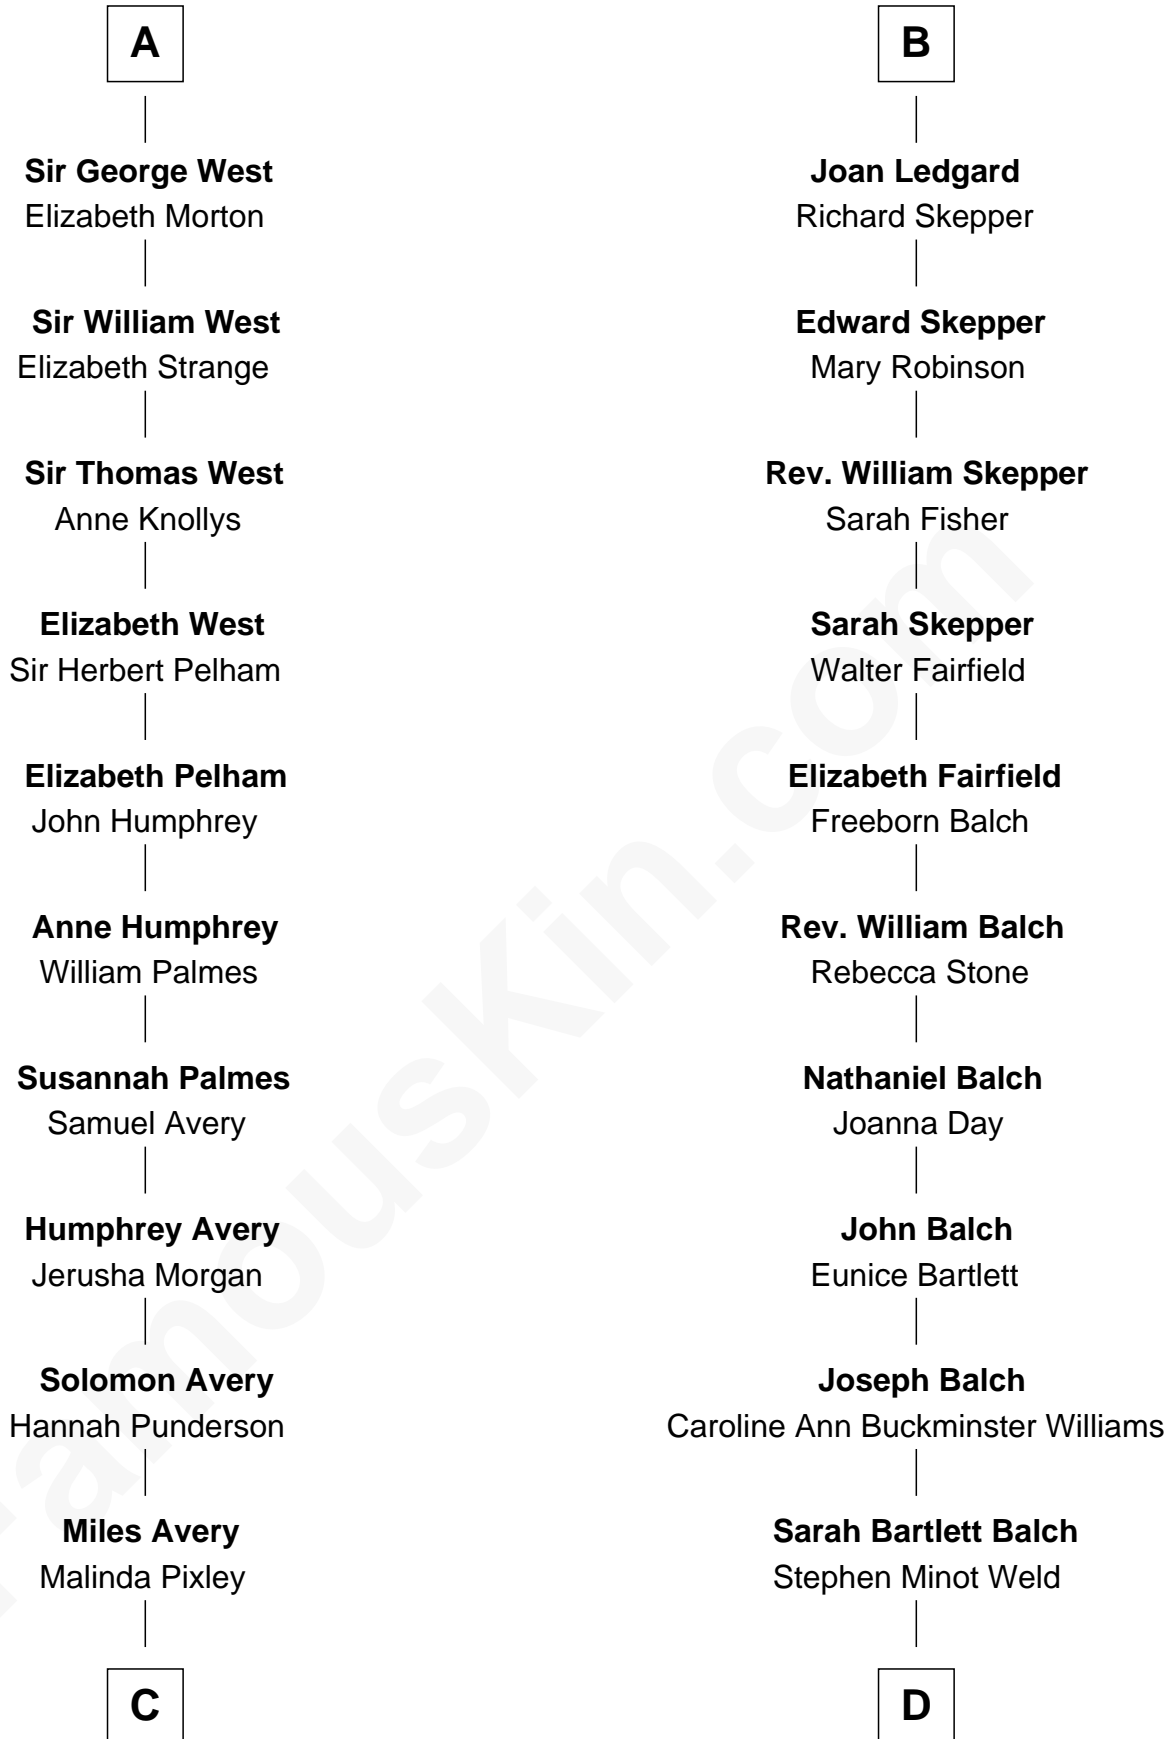 A
Sir George West
Elizabeth Morton
Sir William West
Elizabeth Strange
Sir Thomas West
Anne Knollys
Elizabeth West
Sir Herbert Pelham
Elizabeth Pelham
John Humphrey
Anne Humphrey
William Palmes
Susannah Palmes
Samuel Avery
Humphrey Avery
Jerusha Morgan
Solomon Avery
Hannah Punderson
Miles Avery
Malinda Pixley
C
B
Joan Ledgard
Richard Skepper
Edward Skepper
Mary Robinson
Rev. William Skepper
Sarah Fisher
Sarah Skepper
Walter Fairfield
Elizabeth Fairfield
Freeborn Balch
Rev. William Balch
Rebecca Stone
Nathaniel Balch
Joanna Day
John Balch
Eunice Bartlett
Joseph Balch
Caroline Ann Buckminster Williams
Sarah Bartlett Balch
Stephen Minot Weld
D
FamousKin.com